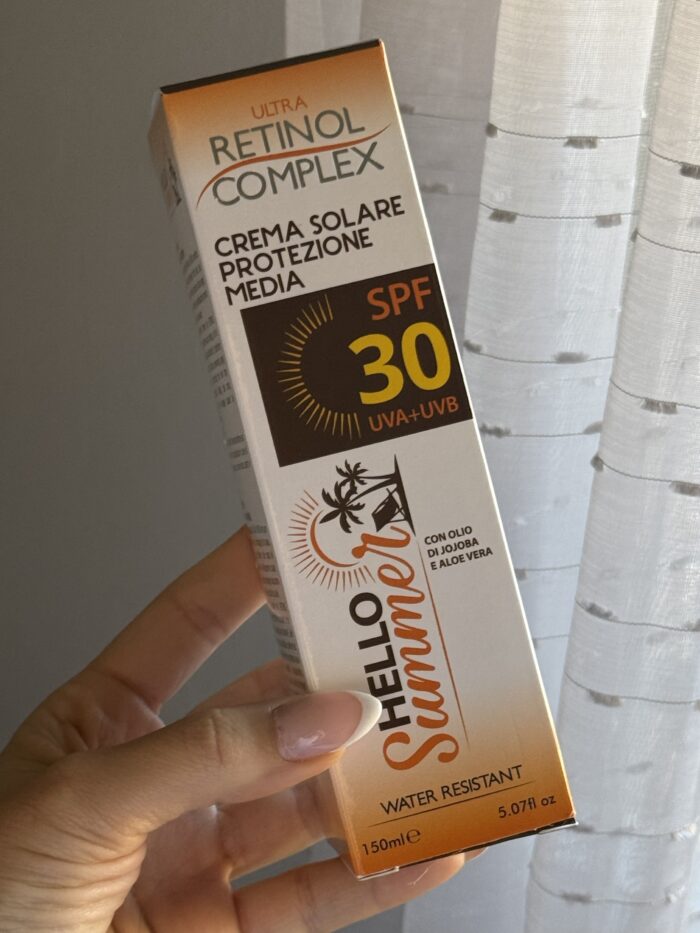 ULTRA
RETINOL
COMPLEX
CREMA SOLARE
PROTEZIONE
MEDIA
SPF
30
UVA+UVB
CON OLIO
DI JOJOBA
E ALOE VERA
HELLO
Summer
WATER RESISTANT
150ml℮ 5.07fl oz